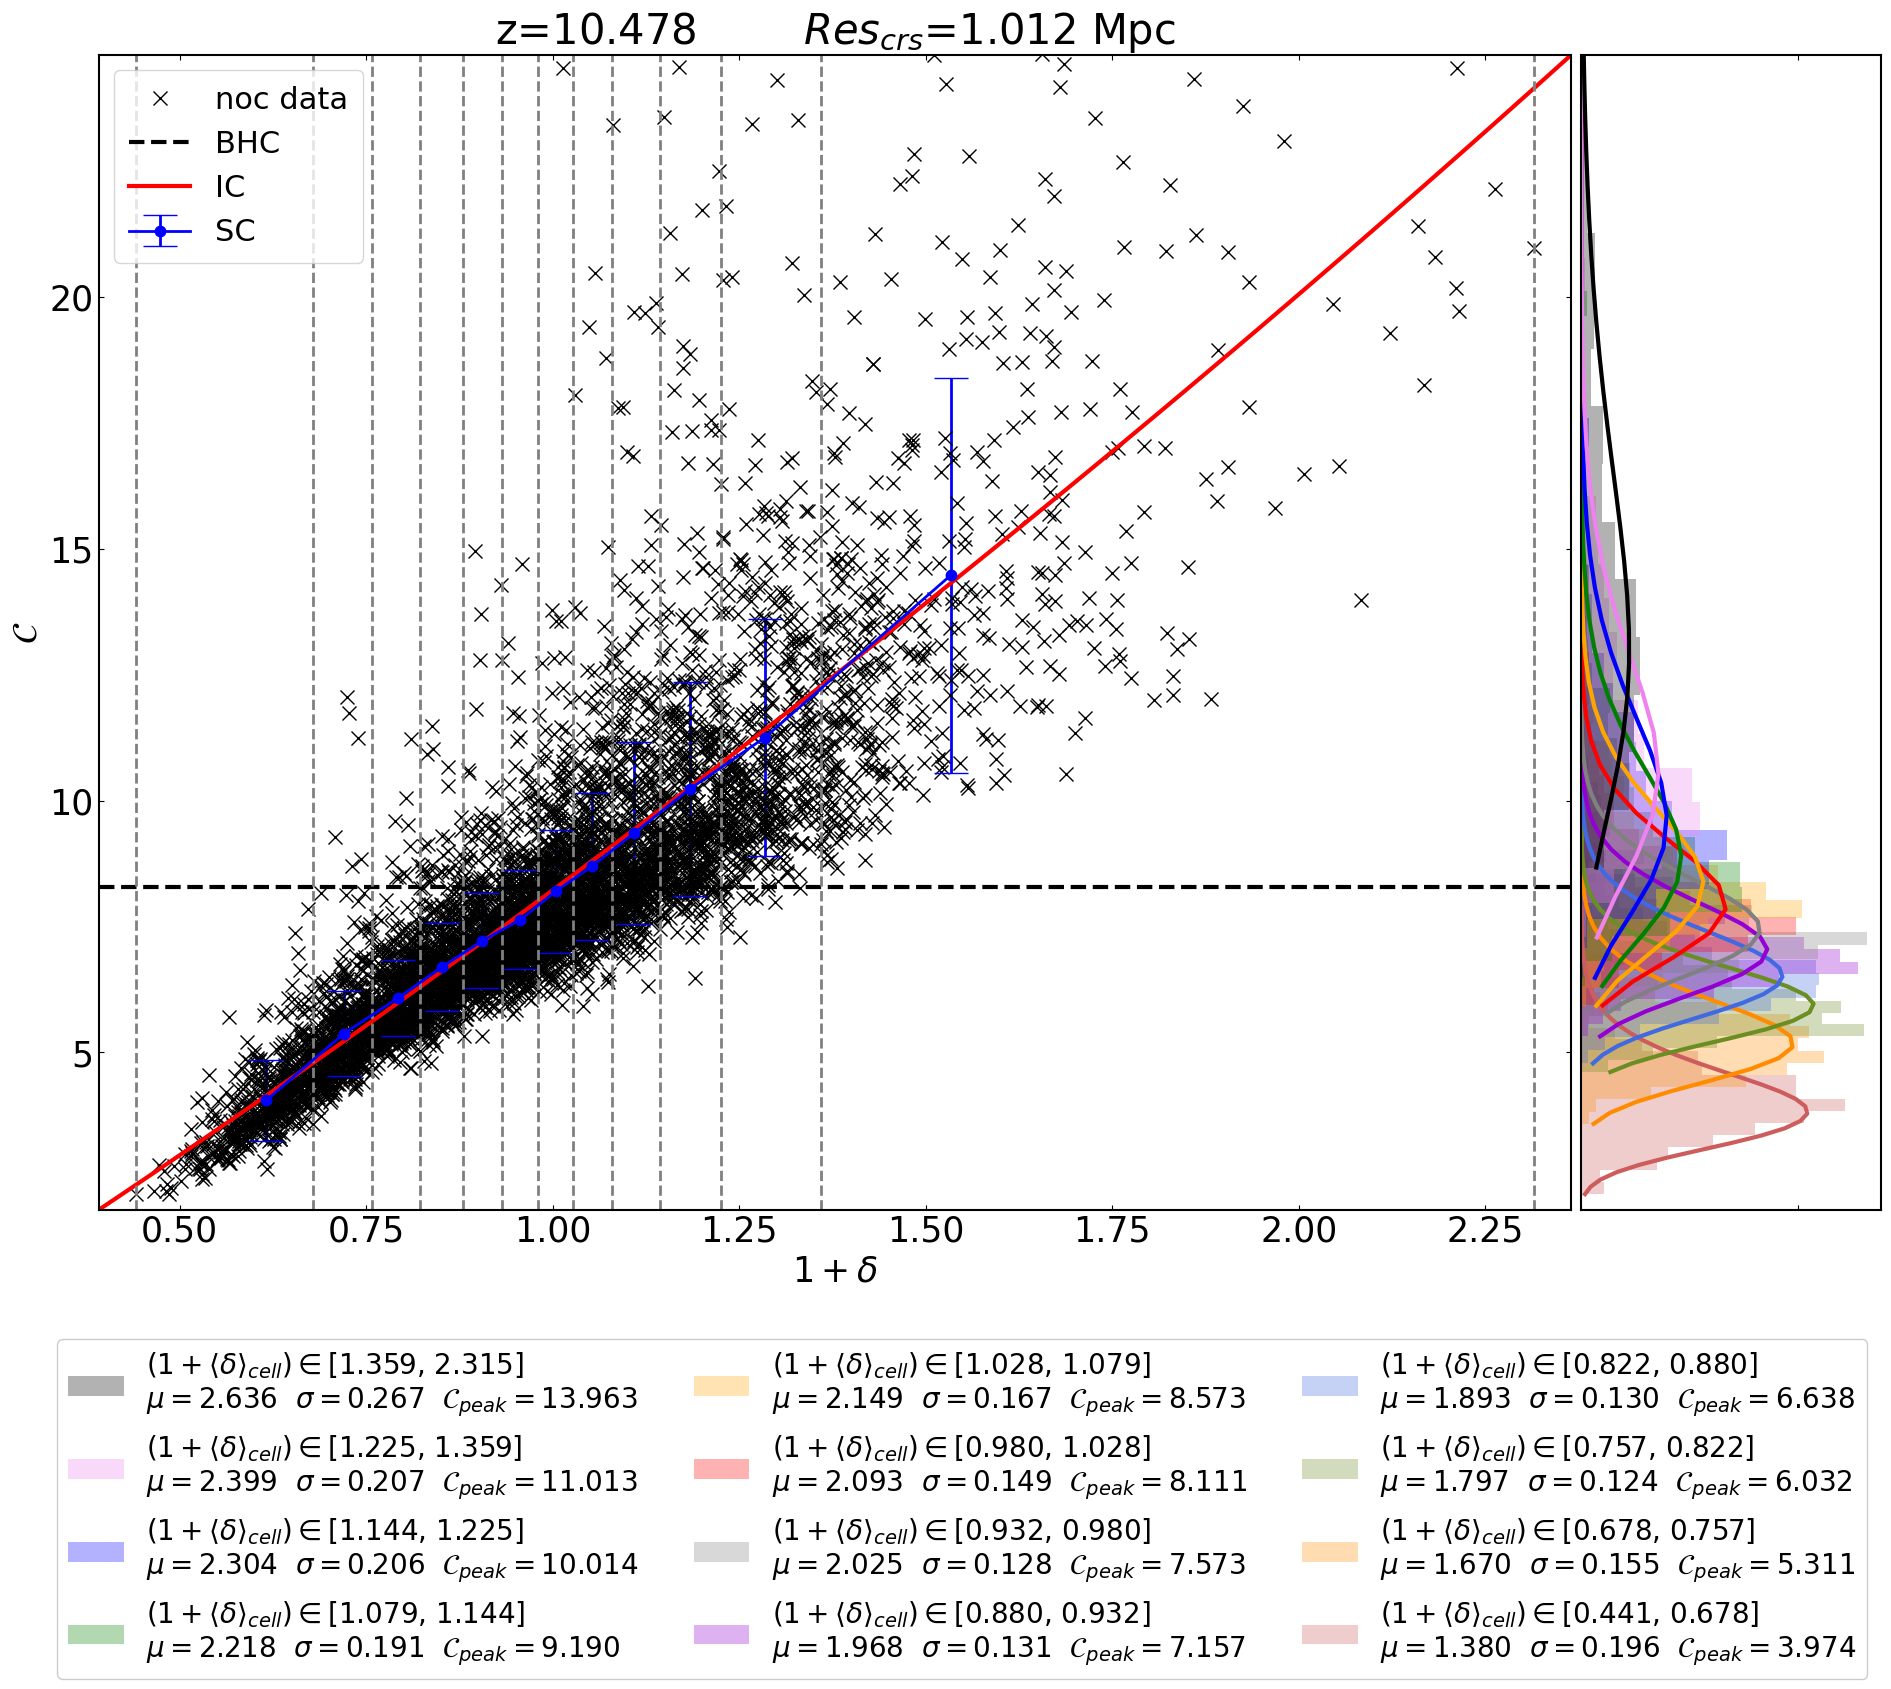 z=10.478 Res_crs=1.012 Mpc
noc data
BHC
IC
SC
𝒞
20
15
10
5
0.50 0.75 1.00 1.25 1.50 1.75 2.00 2.25
1 + δ
(1 + ⟨δ⟩_cell) ∈ [1.359, 2.315]
μ = 2.636 σ = 0.267 𝒞_peak = 13.963
(1 + ⟨δ⟩_cell) ∈ [1.225, 1.359]
μ = 2.399 σ = 0.207 𝒞_peak = 11.013
(1 + ⟨δ⟩_cell) ∈ [1.144, 1.225]
μ = 2.304 σ = 0.206 𝒞_peak = 10.014
(1 + ⟨δ⟩_cell) ∈ [1.079, 1.144]
μ = 2.218 σ = 0.191 𝒞_peak = 9.190
(1 + ⟨δ⟩_cell) ∈ [1.028, 1.079]
μ = 2.149 σ = 0.167 𝒞_peak = 8.573
(1 + ⟨δ⟩_cell) ∈ [0.980, 1.028]
μ = 2.093 σ = 0.149 𝒞_peak = 8.111
(1 + ⟨δ⟩_cell) ∈ [0.932, 0.980]
μ = 2.025 σ = 0.128 𝒞_peak = 7.573
(1 + ⟨δ⟩_cell) ∈ [0.880, 0.932]
μ = 1.968 σ = 0.131 𝒞_peak = 7.157
(1 + ⟨δ⟩_cell) ∈ [0.822, 0.880]
μ = 1.893 σ = 0.130 𝒞_peak = 6.638
(1 + ⟨δ⟩_cell) ∈ [0.757, 0.822]
μ = 1.797 σ = 0.124 𝒞_peak = 6.032
(1 + ⟨δ⟩_cell) ∈ [0.678, 0.757]
μ = 1.670 σ = 0.155 𝒞_peak = 5.311
(1 + ⟨δ⟩_cell) ∈ [0.441, 0.678]
μ = 1.380 σ = 0.196 𝒞_peak = 3.974